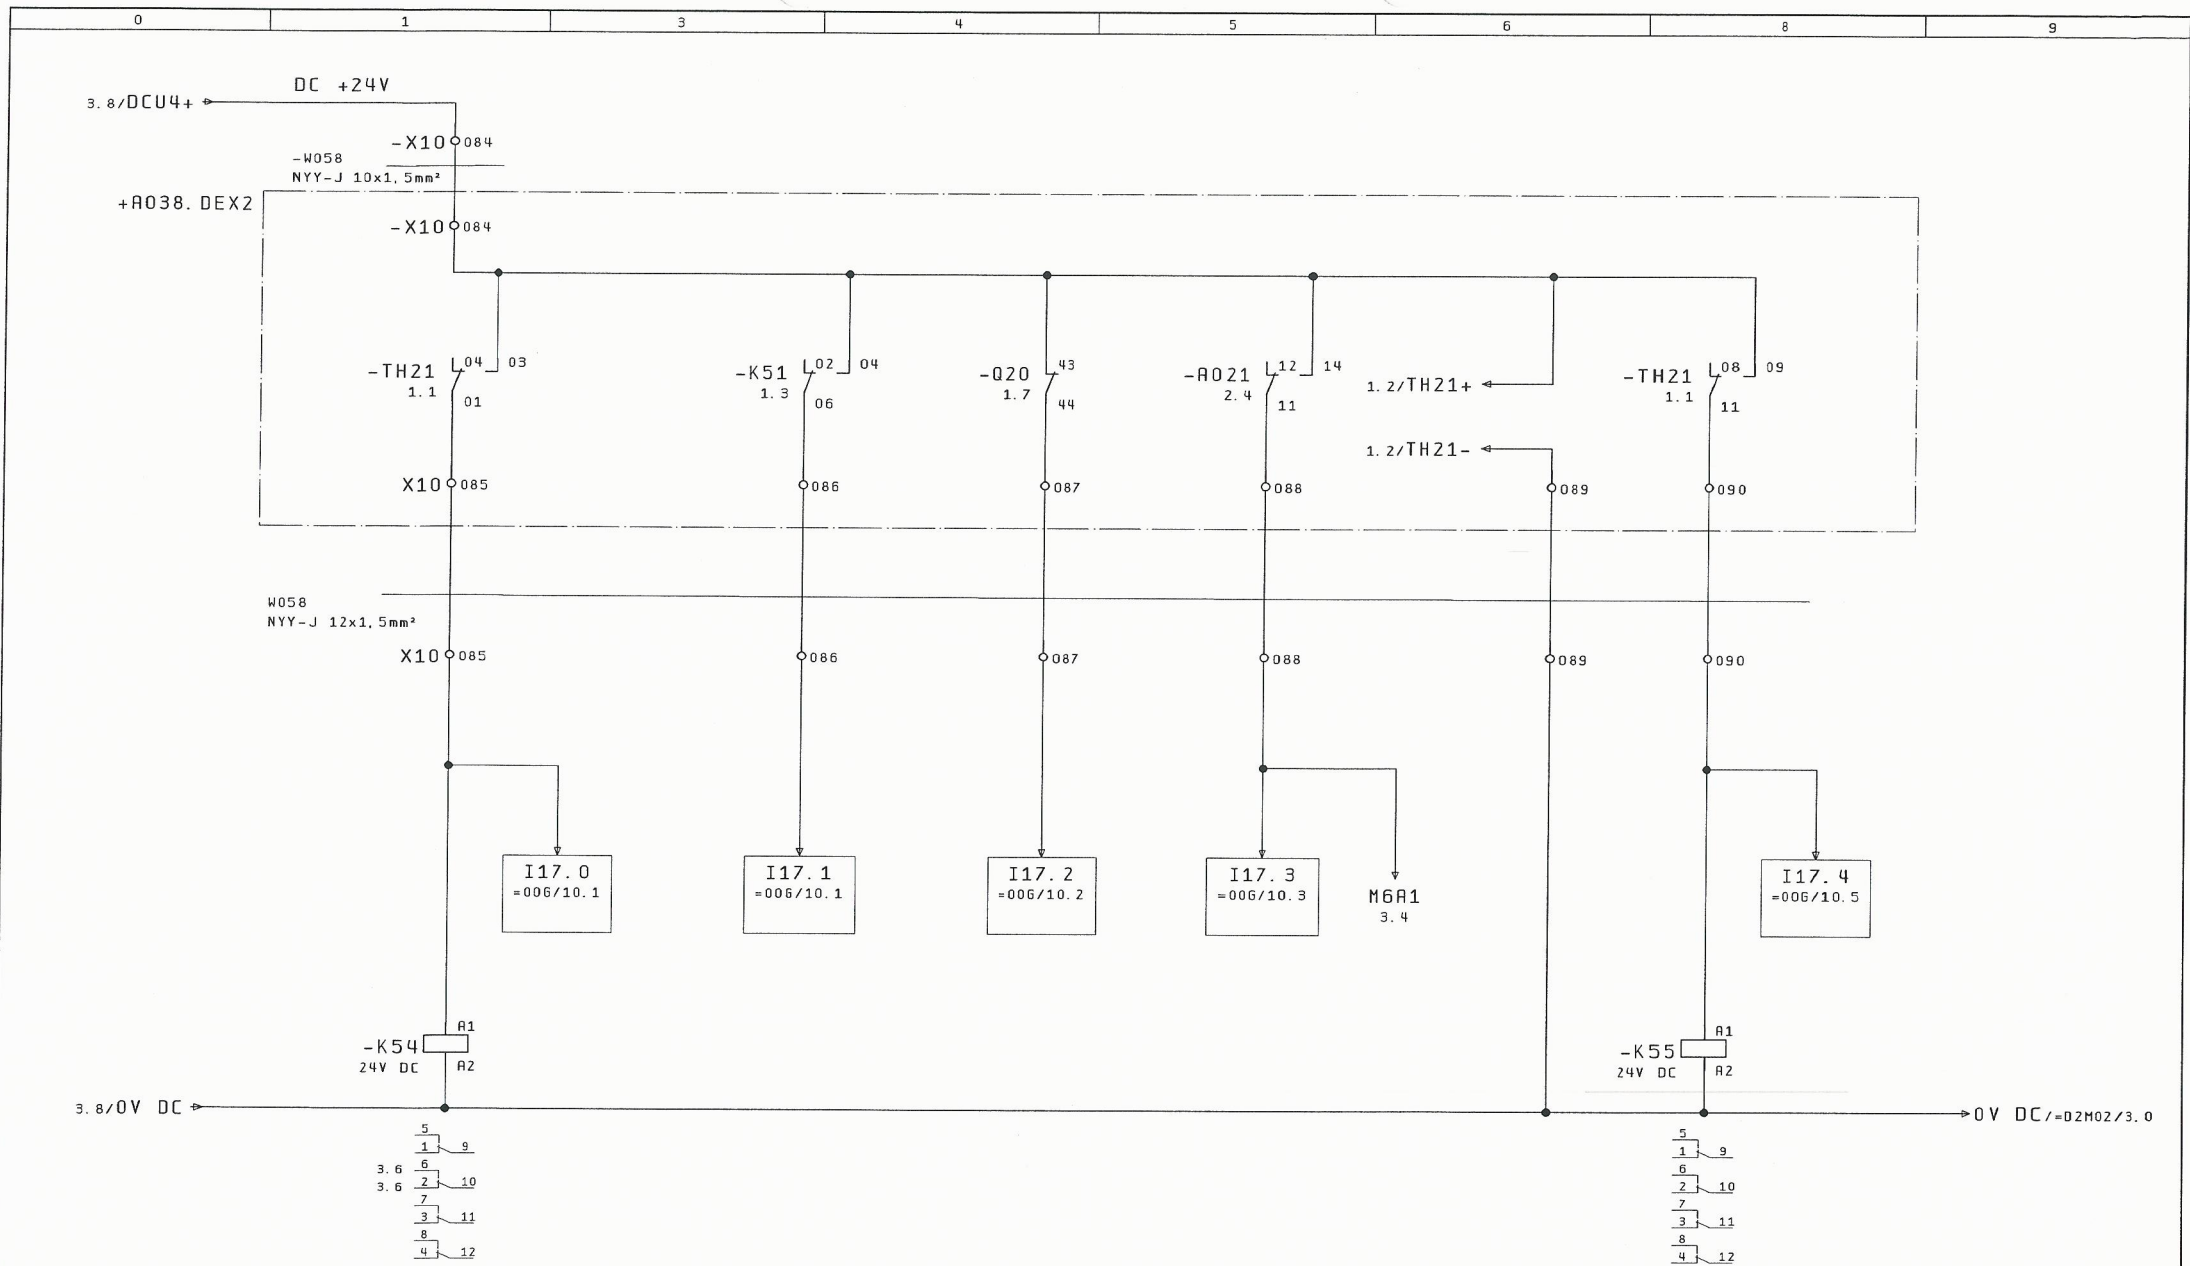 0 1 3 4 5 6 8 9
DC +24V
3.8/DCU4+
-X10 084
-W058
NYY-J 10x1,5mm²
+A038.DEX2
-X10 084
-TH21 04 03
1.1 01
-K51 02 04
1.3 06
-Q20 43
1.7 44
-A021 12 14
2.4 11
1.2/TH21+
-TH21 08 09
1.1 11
1.2/TH21-
X10 085 086 087 088 089 090
W058
NYY-J 12x1,5mm²
X10 085 086 087 088 089 090
I17.0
=00G/10.1
I17.1
=00G/10.1
I17.2
=00G/10.2
I17.3
=00G/10.3
M6A1
3.4
I17.4
=00G/10.5
A1
-K54
24V DC A2
A1
-K55
24V DC A2
3.8/0V DC
0V DC/=D2M02/3.0
5
1 9
3.6 6
3.6 2 10
7
3 11
8
4 12
5
1 9
6
2 10
7
3 11
8
4 12